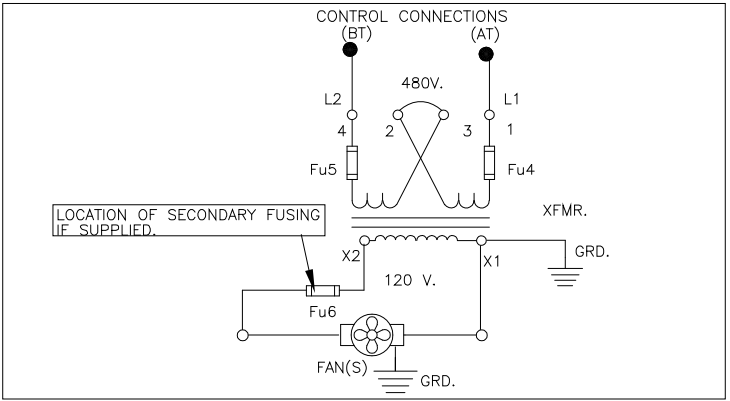 CONTROL CONNECTIONS
(BT) (AT)
480V.
L2 L1
4 2 3 1
Fu5 Fu4
XFMR.
LOCATION OF SECONDARY FUSING
IF SUPPLIED.
X2 X1
GRD.
120 V.
Fu6
FAN(S)
GRD.